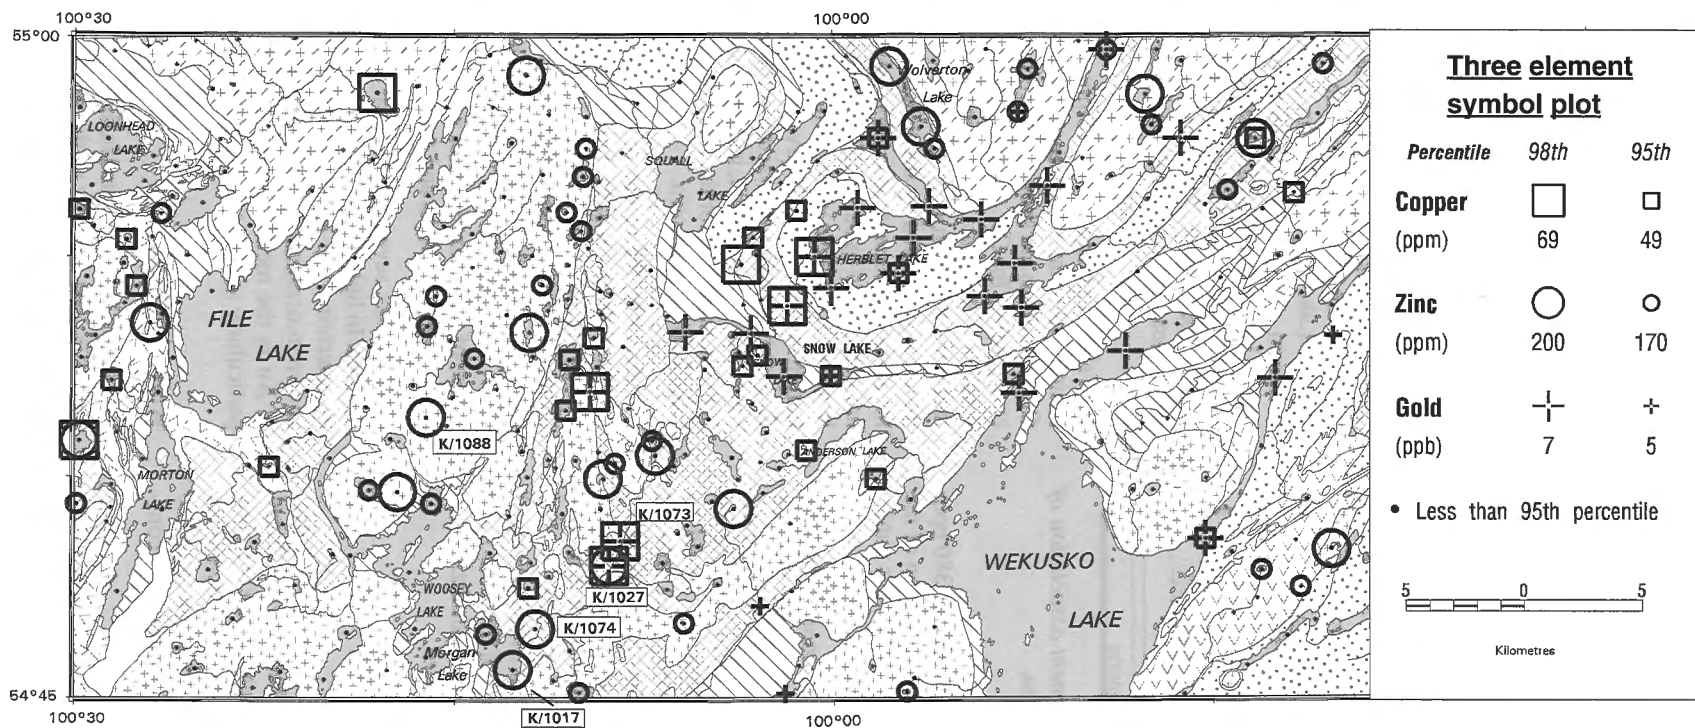 100°30
100°00
55°00
Wolverton
Lake
LOONHEAD
LAKE
SQUALL
LAKE
HERBLET LAKE
FILE
LAKE
SNOW LAKE
K/1088
ANDERSON LAKE
MORTON
LAKE
K/1073
WEKUSKO
LAKE
WOOSEY
LAKE
K/1027
K/1074
Morgan
Lake
54°45
100°30
K/1017
100°00
Three element
symbol plot
Percentile 98th 95th
Copper
(ppm) 69 49
Zinc
(ppm) 200 170
Gold
(ppb) 7 5
• Less than 95th percentile
5 0 5
Kilometres